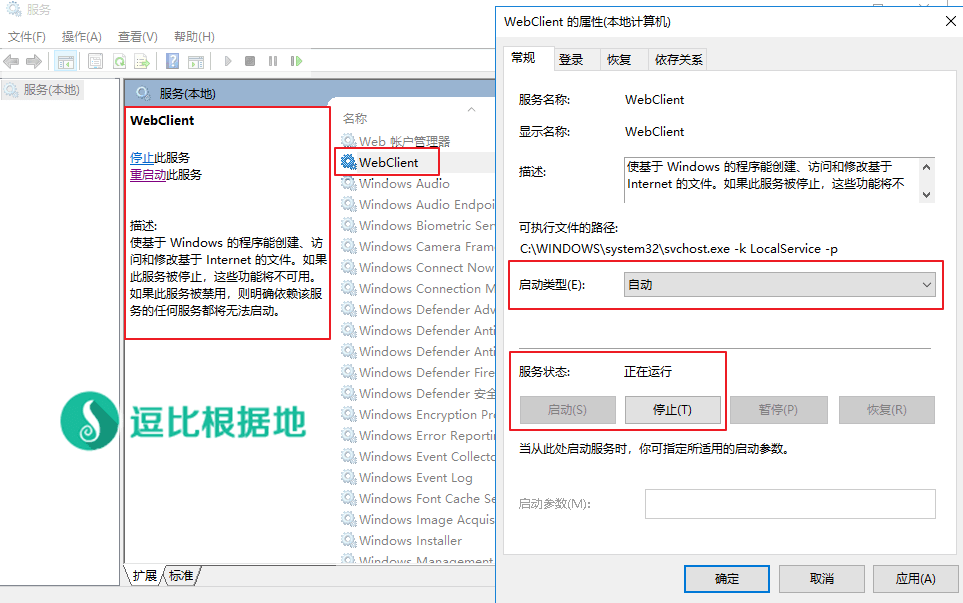 服务
文件(F) 操作(A) 查看(V) 帮助(H)
服务(本地)
服务(本地)
WebClient
停止此服务
重启动此服务
描述:
使基于 Windows 的程序能创建、访
问和修改基于 Internet 的文件。如果
此服务被停止，这些功能将不可用。
如果此服务被禁用，则明确依赖该服
务的任何服务都将无法启动。
名称
Web 帐户管理器
WebClient
Windows Audio
Windows Audio Endpoi
Windows Biometric Ser
Windows Camera Fram
Windows Connect Now
Windows Connection M
Windows Defender Adv
Windows Defender Anti
Windows Defender Anti
Windows Defender Fire
Windows Defender 安全
Windows Encryption Pr
Windows Error Reporti
Windows Event Collecto
Windows Event Log
Windows Font Cache Se
Windows Image Acquis
Windows Installer
Windows Management
扩展 标准
逗比根据地
WebClient 的属性(本地计算机)
常规 登录 恢复 依存关系
服务名称: WebClient
显示名称: WebClient
描述: 使基于 Windows 的程序能创建、访问和修改基于
Internet 的文件。如果此服务被停止，这些功能将不
可执行文件的路径:
C:\WINDOWS\system32\svchost.exe -k LocalService -p
启动类型(E): 自动
服务状态: 正在运行
启动(S) 停止(T) 暂停(P) 恢复(R)
当从此处启动服务时，你可指定所适用的启动参数。
启动参数(M):
确定 取消 应用(A)